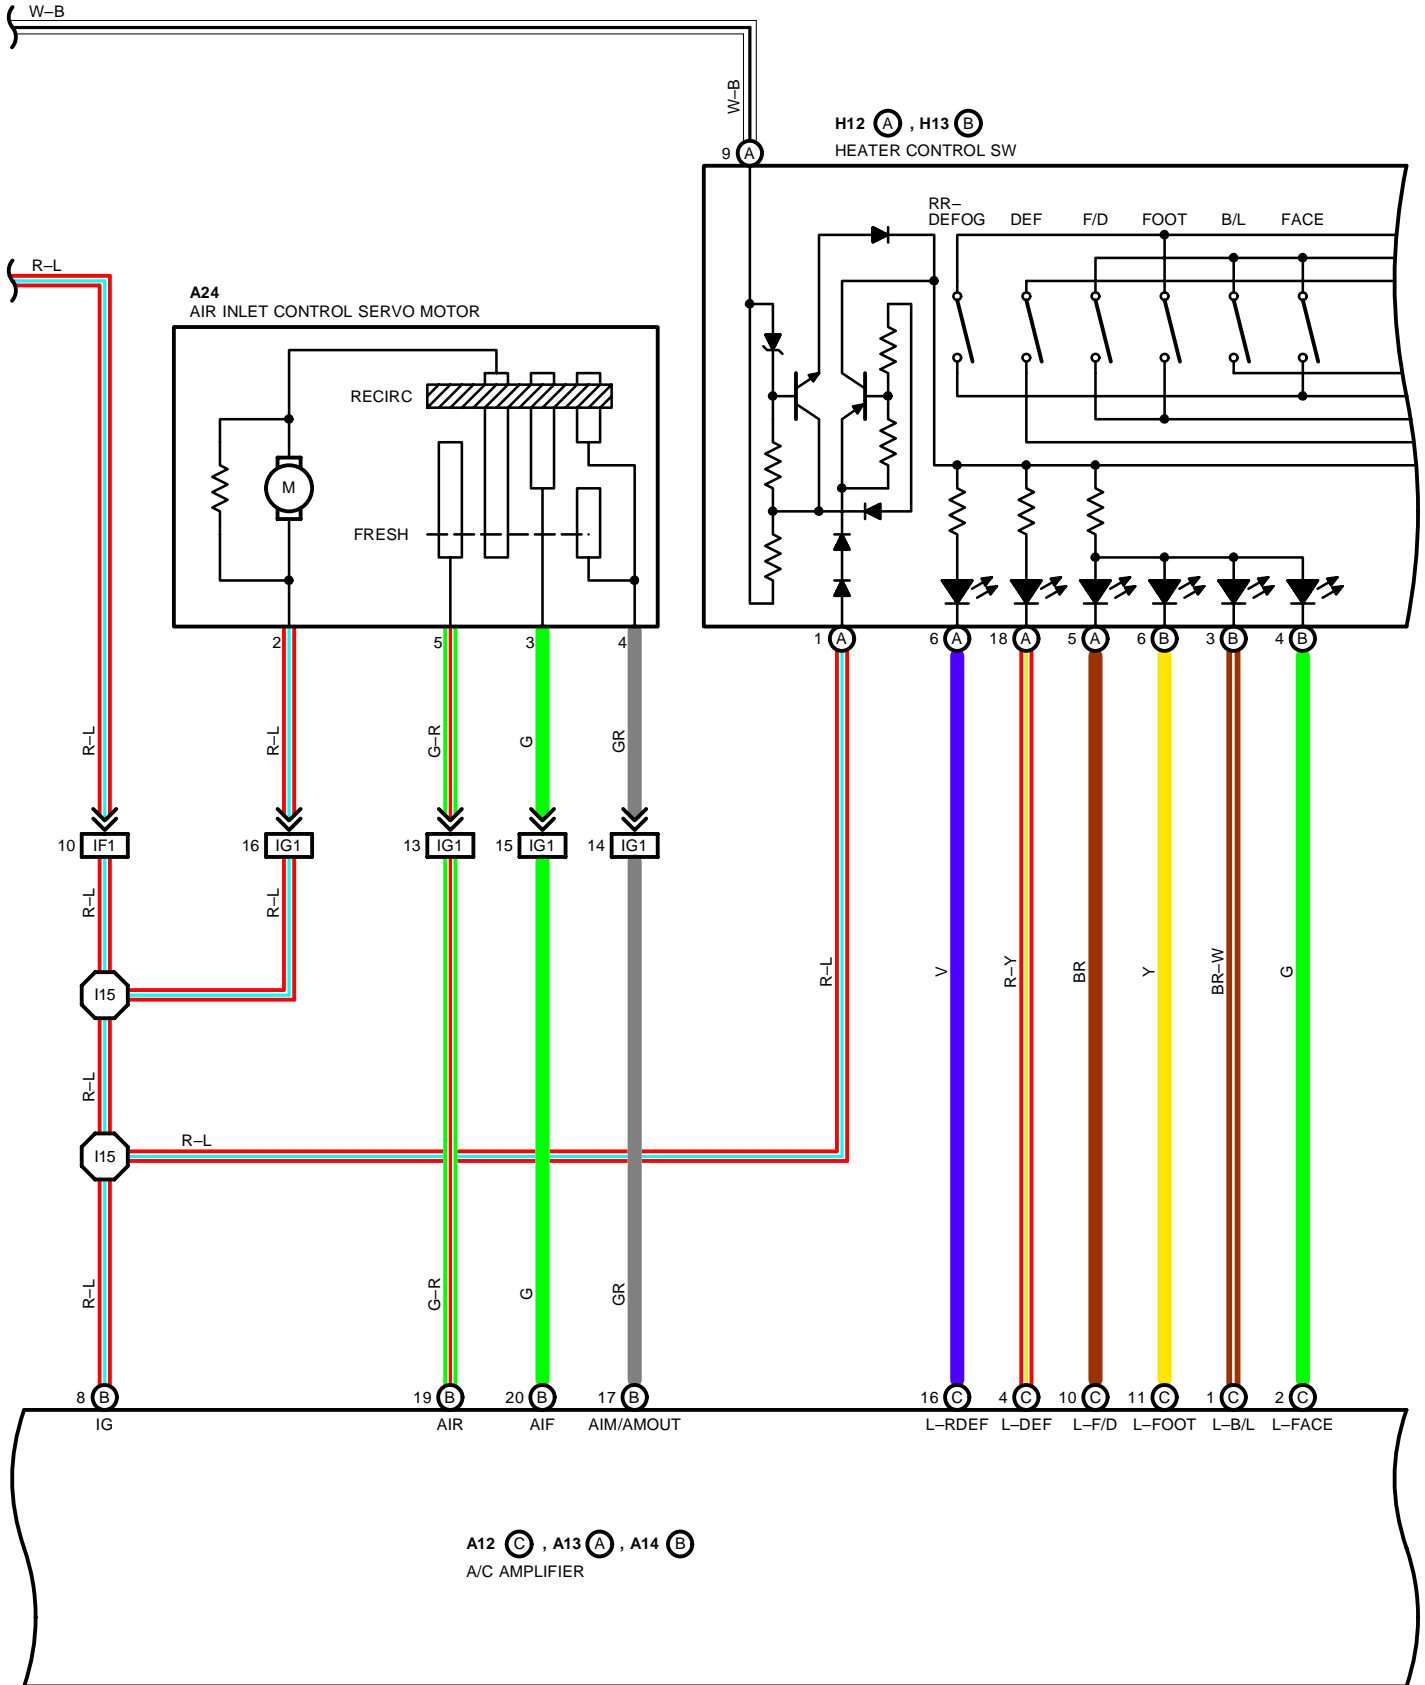 W–B
W–B
H12 A , H13 B
HEATER CONTROL SW
9 A
RR–
DEFOG DEF F/D FOOT B/L FACE
R–L
A24
AIR INLET CONTROL SERVO MOTOR
RECIRC
M
FRESH
2 5 3 4 1 A 6 A 18 A 5 A 6 B 3 B 4 B
R–L R–L G–R G GR
10 IF1 16 IG1 13 IG1 15 IG1 14 IG1
R–L R–L
R–L V R–Y BR Y BR–W G
I15
R–L
R–L
I15
R–L G–R G GR
8 B 19 B 20 B 17 B 16 C 4 C 10 C 11 C 1 C 2 C
IG AIR AIF AIM/AMOUT L–RDEF L–DEF L–F/D L–FOOT L–B/L L–FACE
A12 C , A13 A , A14 B
A/C AMPLIFIER